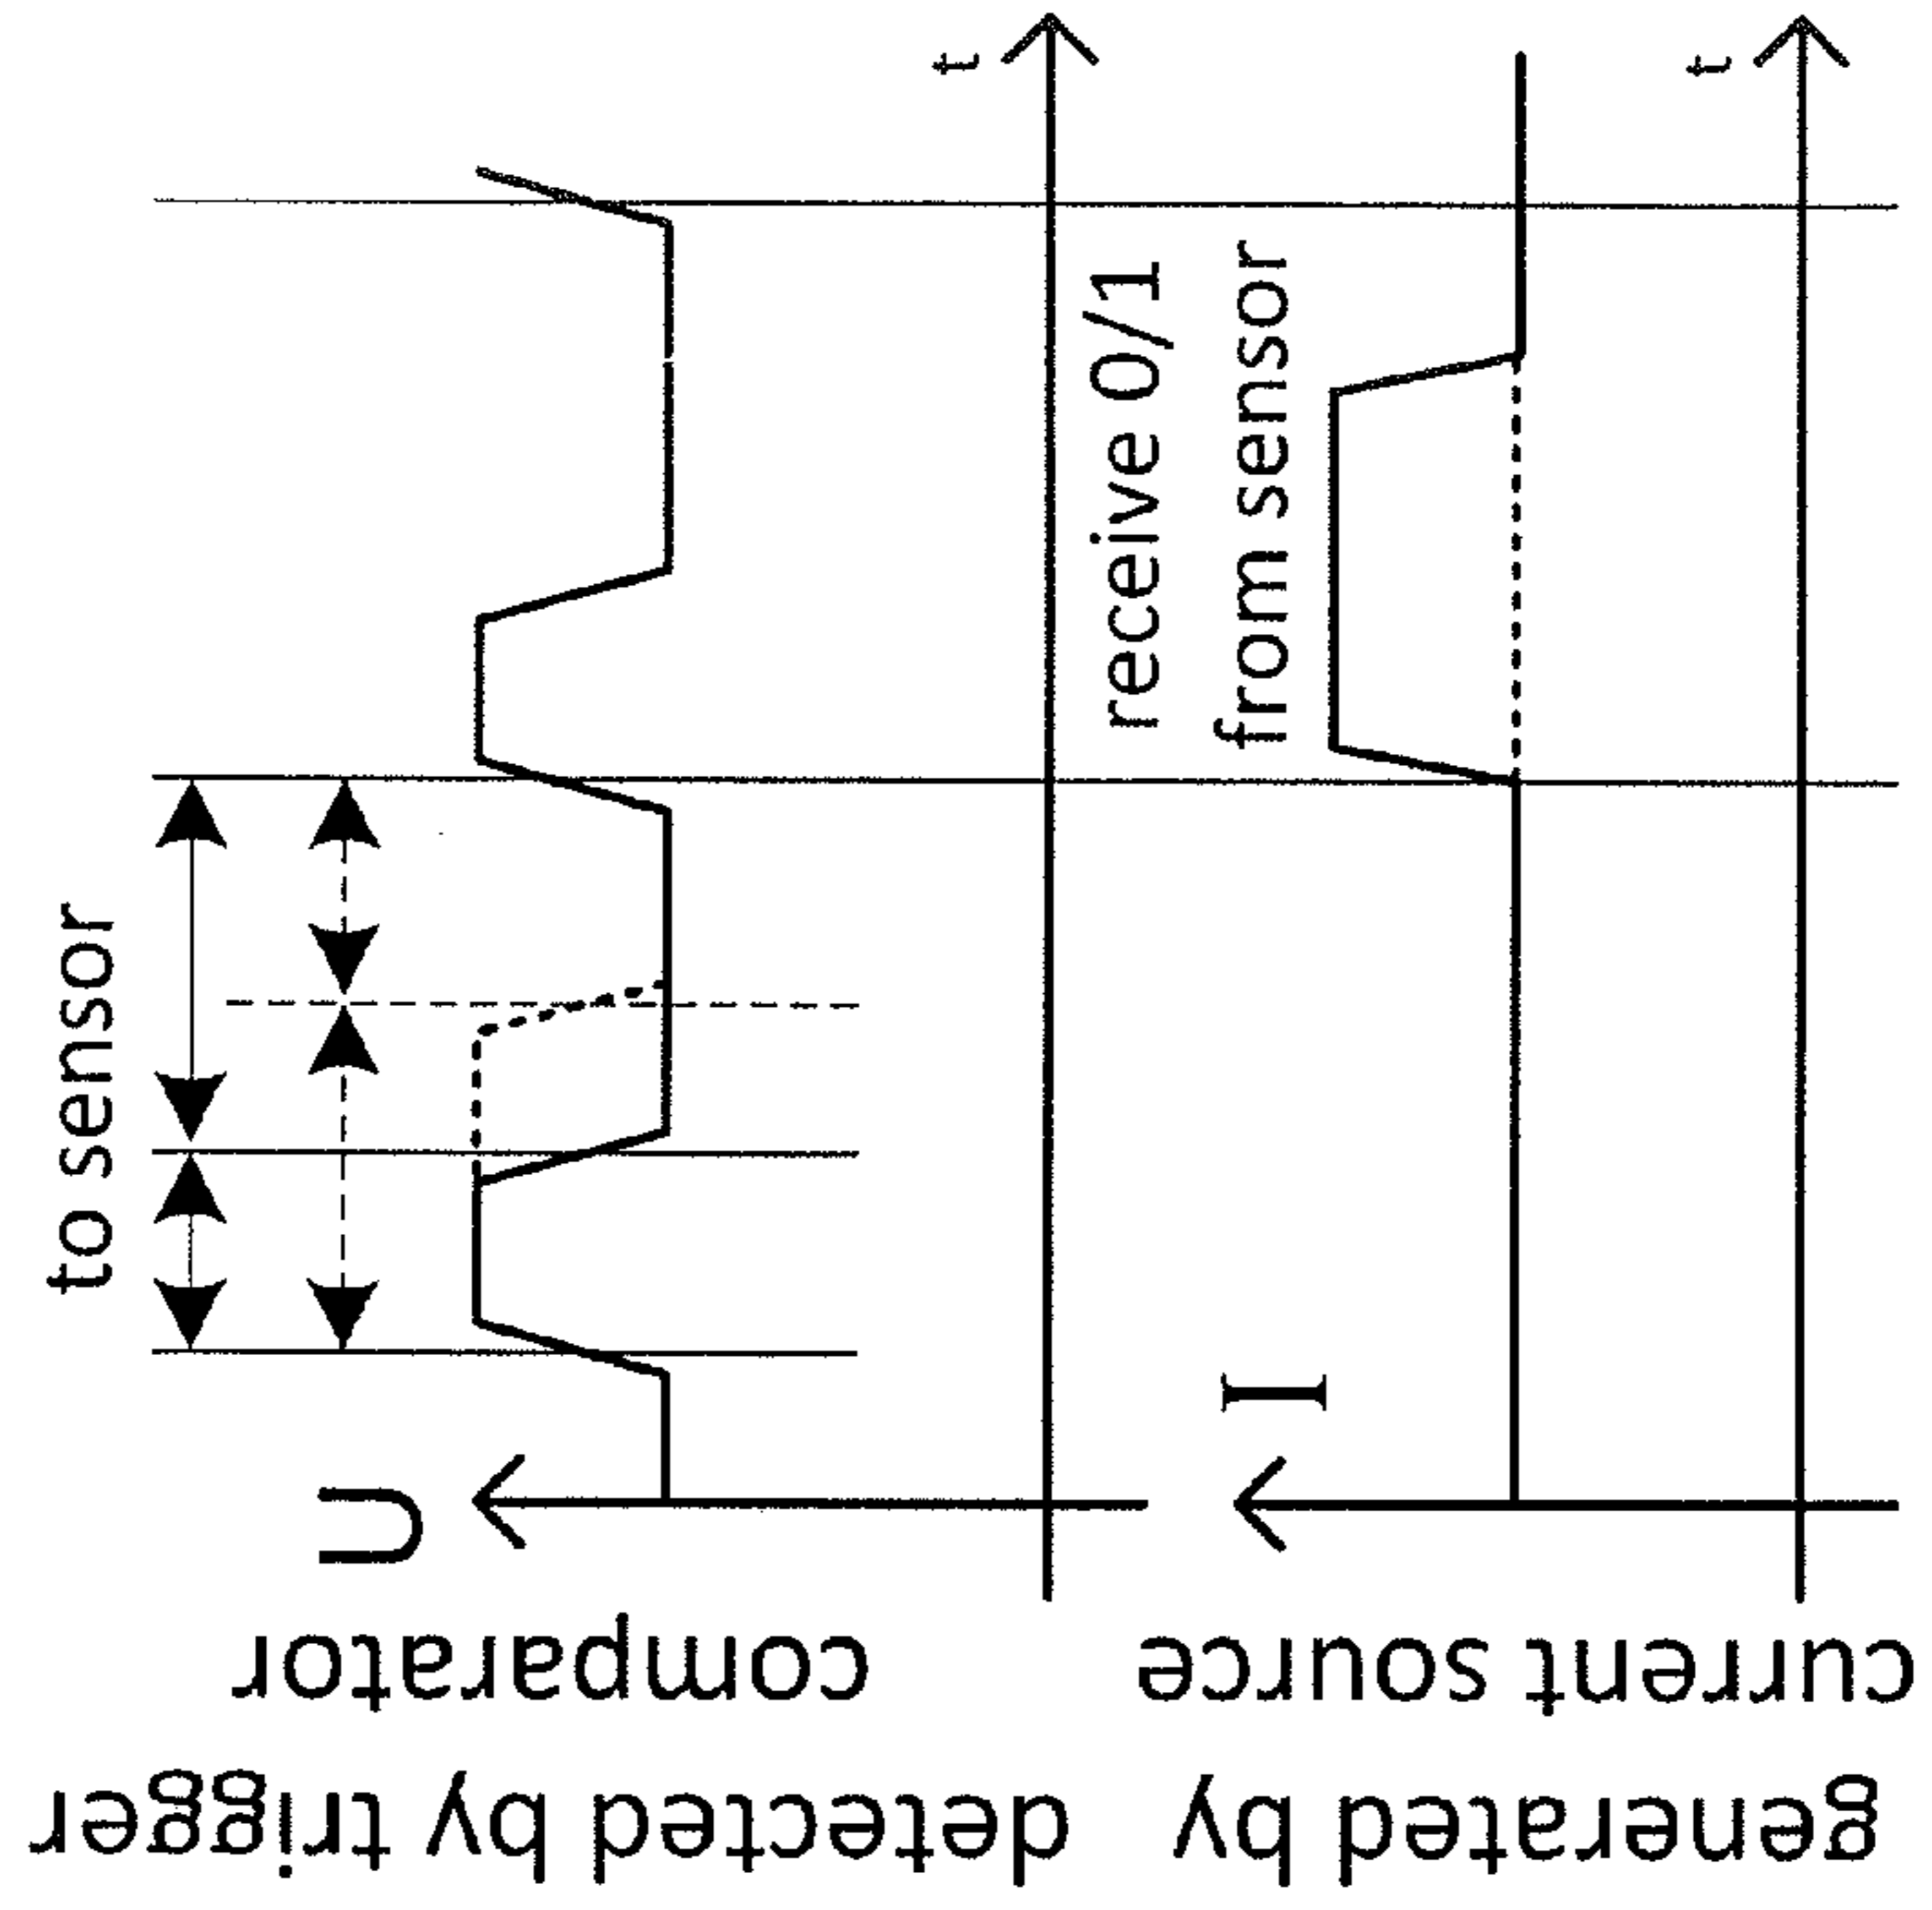 to sensor
U
t
receive 0/1
from sensor
I
t
detected by trigger
comparator
generated by
current source